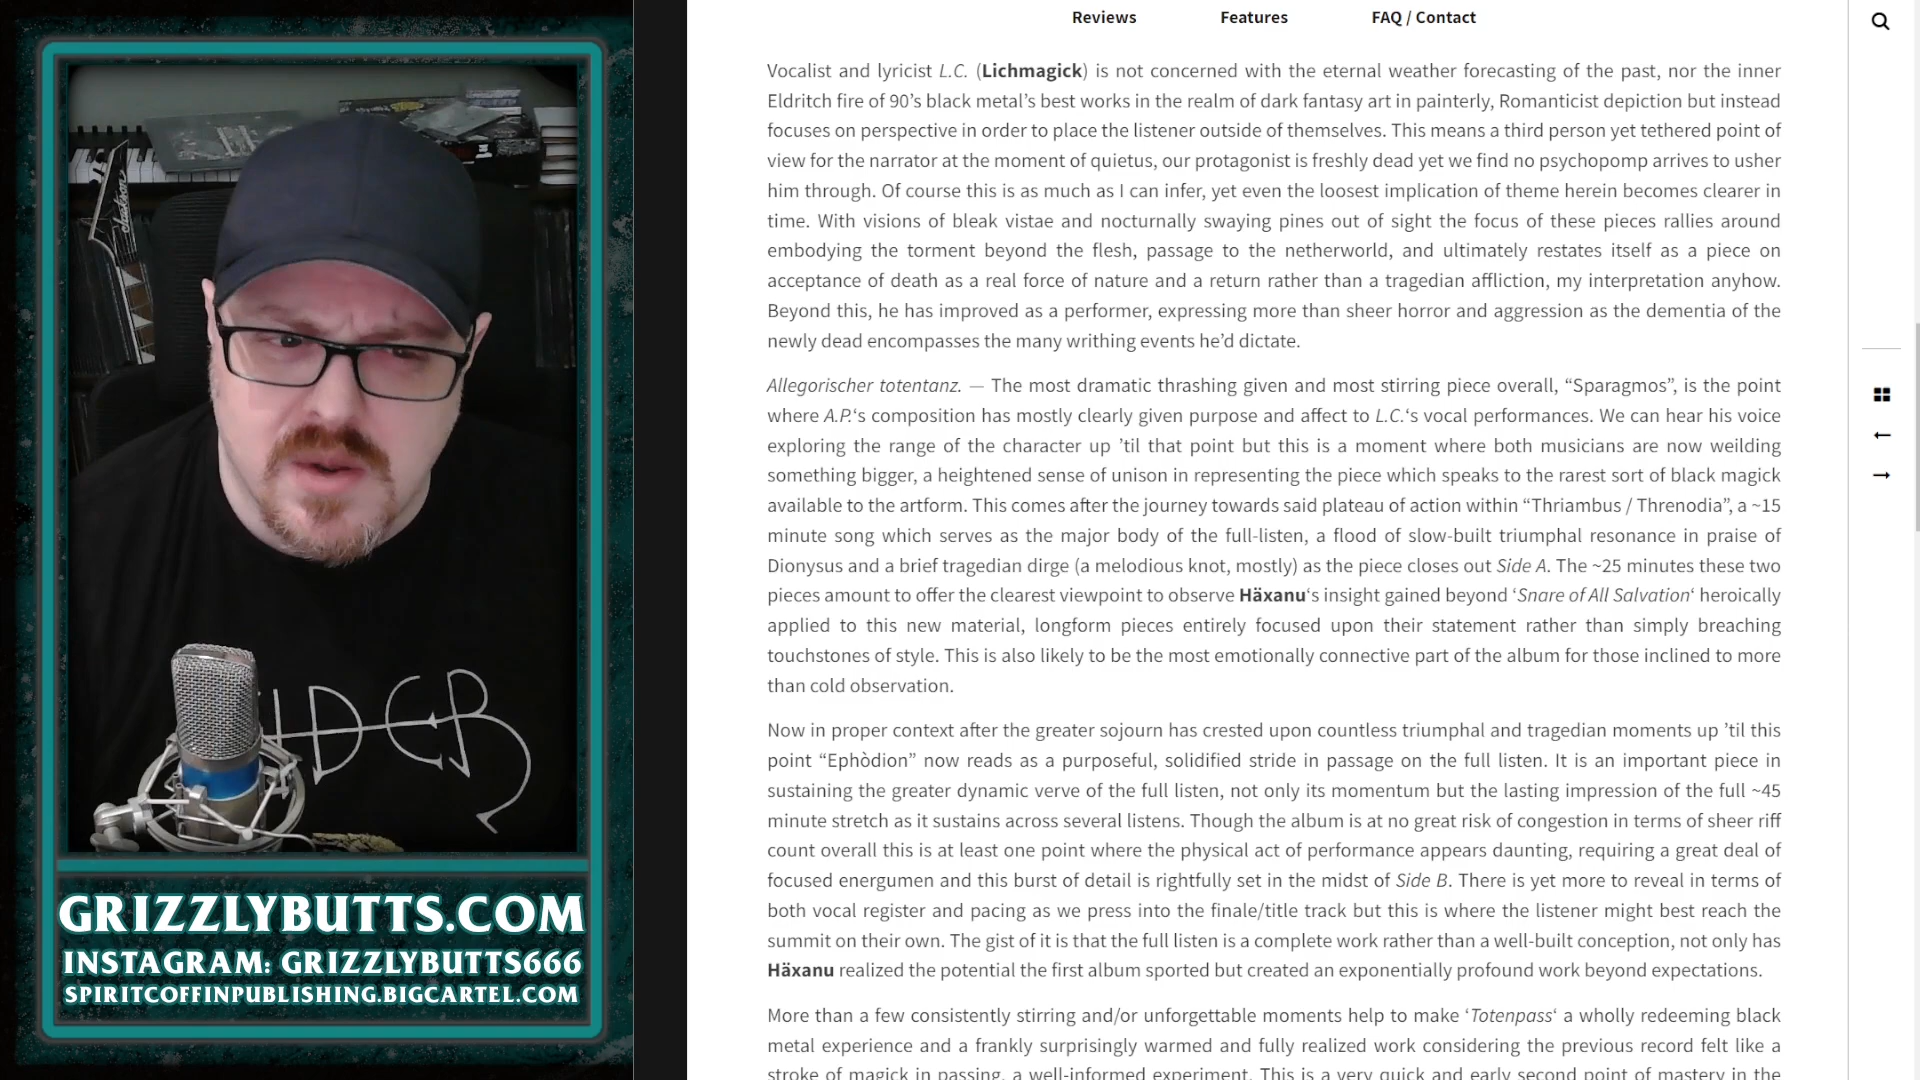 Reviews
Features
FAQ / Contact
Vocalist and lyricist L.C. (Lichmagick) is not concerned with the eternal weather forecasting of the past, nor the inner
Eldritch fire of 90’s black metal’s best works in the realm of dark fantasy art in painterly, Romanticist depiction but instead
focuses on perspective in order to place the listener outside of themselves. This means a third person yet tethered point of
view for the narrator at the moment of quietus, our protagonist is freshly dead yet we find no psychopomp arrives to usher
him through. Of course this is as much as I can infer, yet even the loosest implication of theme herein becomes clearer in
time. With visions of bleak vistae and nocturnally swaying pines out of sight the focus of these pieces rallies around
embodying the torment beyond the flesh, passage to the netherworld, and ultimately restates itself as a piece on
acceptance of death as a real force of nature and a return rather than a tragedian affliction, my interpretation anyhow.
Beyond this, he has improved as a performer, expressing more than sheer horror and aggression as the dementia of the
newly dead encompasses the many writhing events he’d dictate.
Allegorischer totentanz. — The most dramatic thrashing given and most stirring piece overall, “Sparagmos”, is the point
where A.P.‘s composition has mostly clearly given purpose and affect to L.C.‘s vocal performances. We can hear his voice
exploring the range of the character up ’til that point but this is a moment where both musicians are now weilding
something bigger, a heightened sense of unison in representing the piece which speaks to the rarest sort of black magick
available to the artform. This comes after the journey towards said plateau of action within “Thriambus / Threnodia”, a ~15
minute song which serves as the major body of the full-listen, a flood of slow-built triumphal resonance in praise of
Dionysus and a brief tragedian dirge (a melodious knot, mostly) as the piece closes out Side A. The ~25 minutes these two
pieces amount to offer the clearest viewpoint to observe Häxanu‘s insight gained beyond ‘Snare of All Salvation‘ heroically
applied to this new material, longform pieces entirely focused upon their statement rather than simply breaching
touchstones of style. This is also likely to be the most emotionally connective part of the album for those inclined to more
than cold observation.
Now in proper context after the greater sojourn has crested upon countless triumphal and tragedian moments up ’til this
point “Ephòdion” now reads as a purposeful, solidified stride in passage on the full listen. It is an important piece in
sustaining the greater dynamic verve of the full listen, not only its momentum but the lasting impression of the full ~45
minute stretch as it sustains across several listens. Though the album is at no great risk of congestion in terms of sheer riff
count overall this is at least one point where the physical act of performance appears daunting, requiring a great deal of
focused energumen and this burst of detail is rightfully set in the midst of Side B. There is yet more to reveal in terms of
both vocal register and pacing as we press into the finale/title track but this is where the listener might best reach the
summit on their own. The gist of it is that the full listen is a complete work rather than a well-built conception, not only has
Häxanu realized the potential the first album sported but created an exponentially profound work beyond expectations.
More than a few consistently stirring and/or unforgettable moments help to make ‘Totenpass‘ a wholly redeeming black
metal experience and a frankly surprisingly warmed and fully realized work considering the previous record felt like a
stroke of magick in passing, a well-informed experiment. This is a very quick and early second point of mastery in the
GRIZZLYBUTTS.COM
INSTAGRAM: GRIZZLYBUTTS666
SPIRITCOFFINPUBLISHING.BIGCARTEL.COM